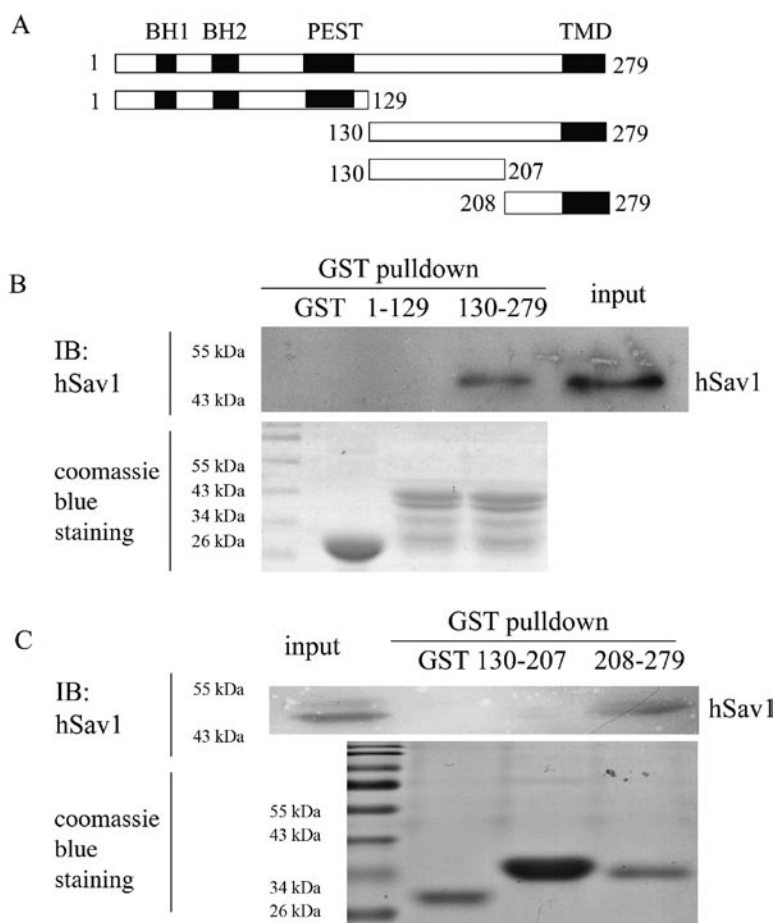 A
BH1 BH2 PEST TMD
1 279
1 129
130 279
130 207
208 279
B
GST pulldown
GST 1-129 130-279 input
IB:
hSav1
55 kDa
43 kDa
hSav1
coomassie
blue
staining
55 kDa
43 kDa
34 kDa
26 kDa
C
GST pulldown
input
GST 130-207 208-279
IB:
hSav1
55 kDa
43 kDa
hSav1
coomassie
blue
staining
55 kDa
43 kDa
34 kDa
26 kDa